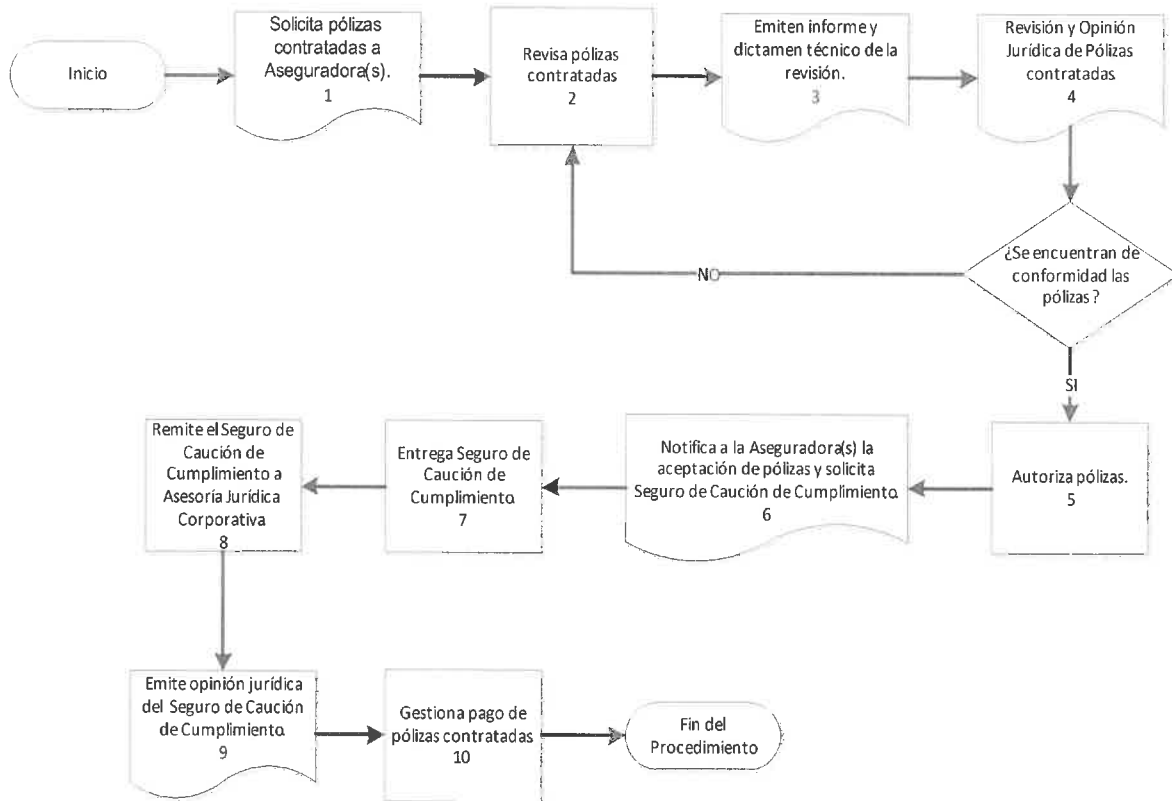 Inicio
Solicita pólizas
contratadas a
Aseguradora(s).
1
Revisa pólizas
contratadas
2
Emiten informe y
dictamen técnico de la
revisión.
3
Revisión y Opinión
Jurídica de Pólizas
contratadas
4
¿Se encuentran de
conformidad las
pólizas?
NO
SI
Autoriza pólizas.
5
Notifica a la Aseguradora(s) la
aceptación de pólizas y solicita
Seguro de Caución de Cumplimiento.
6
Entrega Seguro de
Caución de
Cumplimiento.
7
Remite el Seguro de
Caución de
Cumplimiento a
Asesoría Jurídica
Corporativa.
8
Emite opinión jurídica
del Seguro de Caución
de Cumplimiento.
9
Gestiona pago de
pólizas contratadas
10
Fin del
Procedimiento